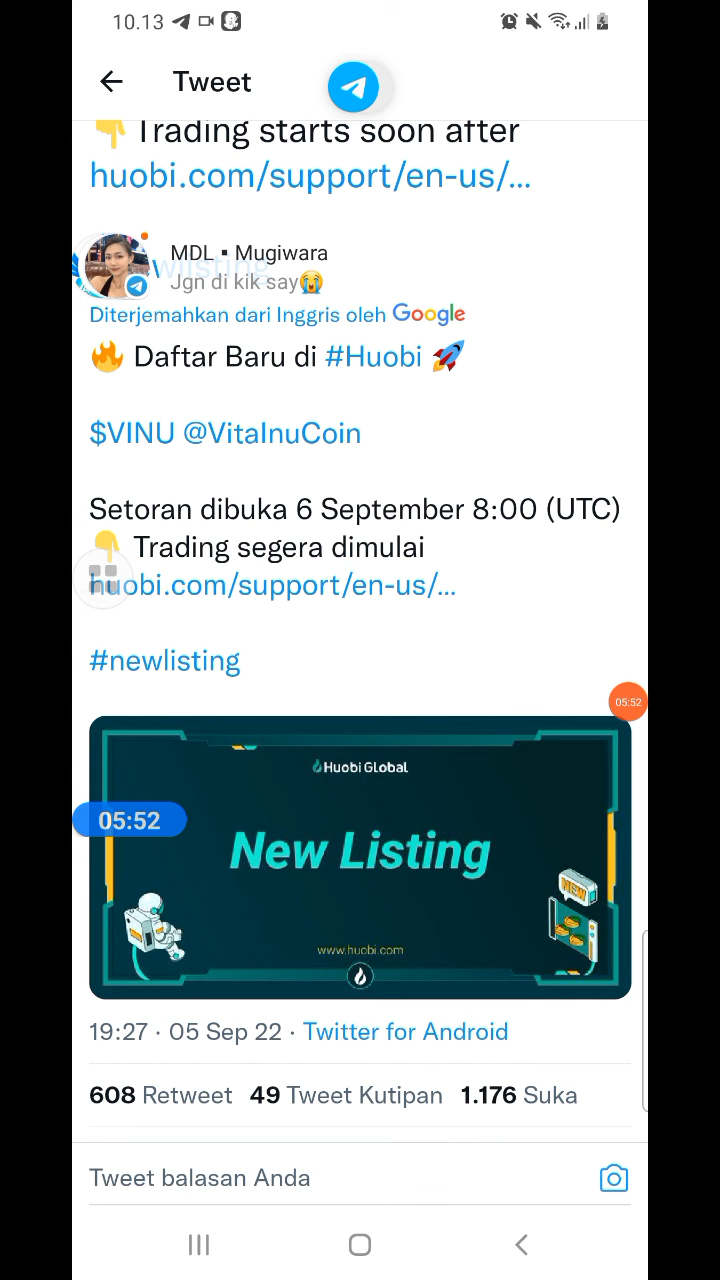 10.13
Tweet
Trading starts soon after
huobi.com/support/en-us/...
MDL ▪ Mugiwara
Jgn di kik say😭
Diterjemahkan dari Inggris oleh Google
🔥 Daftar Baru di #Huobi 🚀
$VINU @VitaInuCoin
Setoran dibuka 6 September 8:00 (UTC)
👇 Trading segera dimulai
huobi.com/support/en-us/...
#newlisting
05:52
Huobi Global
05:52
New Listing
NEW
www.huobi.com
19:27 · 05 Sep 22 · Twitter for Android
608 Retweet 49 Tweet Kutipan 1.176 Suka
Tweet balasan Anda